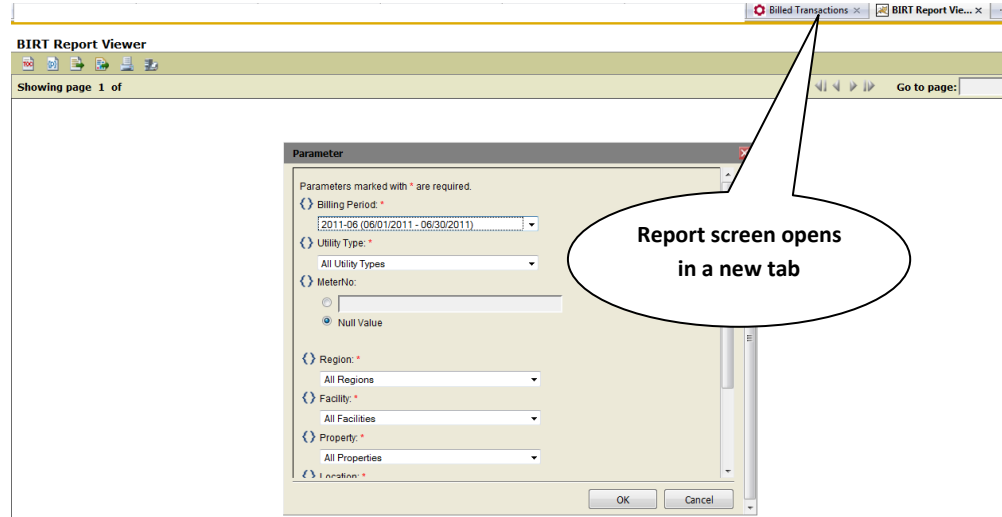 Billed Transactions
BIRT Report Vie...
BIRT Report Viewer
Showing page 1 of
Go to page:
Parameter
Parameters marked with * are required.
Billing Period: *
2011-06 (06/01/2011 - 06/30/2011)
Utility Type: *
All Utility Types
MeterNo:
Null Value
Region: *
All Regions
Facility: *
All Facilities
Property: *
All Properties
Location: *
OK Cancel
Report screen opens
in a new tab